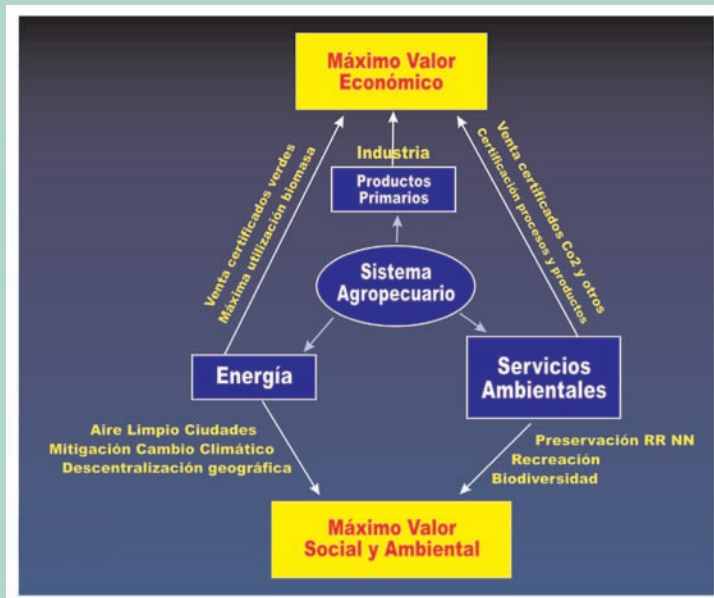 Máximo Valor
Económico
Venta certificados verdes
Máxima utilización biomasa
Industria
Productos
Primarios
Venta certificados Co2 y otros
Certificación procesos y productos
Sistema
Agropecuario
Energía
Servicios
Ambientales
Aire Limpio Ciudades
Mitigación Cambio Climático
Descentralización geográfica
Preservación RR NN
Recreación
Biodiversidad
Máximo Valor
Social y Ambiental